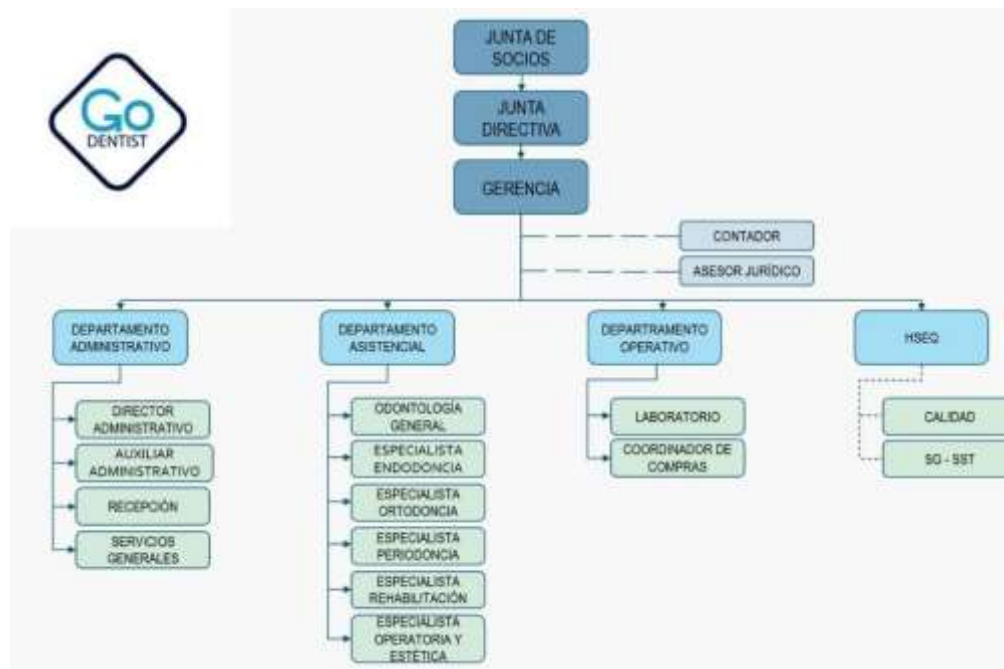 JUNTA DE
SOCIOS
Go
DENTIST
JUNTA
DIRECTIVA
GERENCIA
CONTADOR
ASESOR JURÍDICO
DEPARTAMENTO
ADMINISTRATIVO
DEPARTAMENTO
ASISTENCIAL
DEPARTRAMENTO
OPERATIVO
HSEQ
DIRECTOR
ADMINISTRATIVO
AUXILIAR
ADMINISTRATIVO
RECEPCIÓN
SERVICIOS
GENERALES
ODONTOLOGÍA
GENERAL
ESPECIALISTA
ENDODONCIA
ESPECIALISTA
ORTODONCIA
ESPECIALISTA
PERIODONCIA
ESPECIALISTA
REHABILITACIÓN
ESPECIALISTA
OPERATORIA Y
ESTÉTICA
LABORATORIO
COORDINADOR DE
COMPRAS
CALIDAD
SG - SST